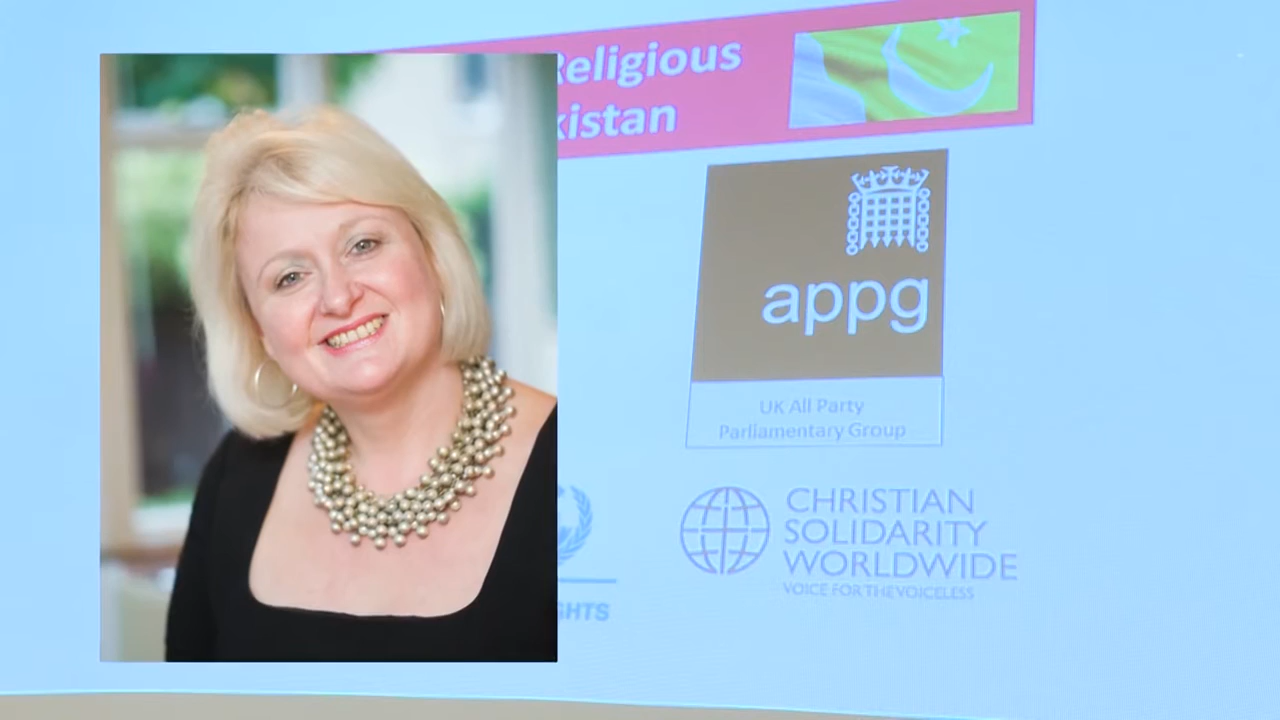 Religious
kistan
appg
UK All Party
Parliamentary Group
CHRISTIAN
SOLIDARITY
WORLDWIDE
VOICE FOR THE VOICELESS
GHTS